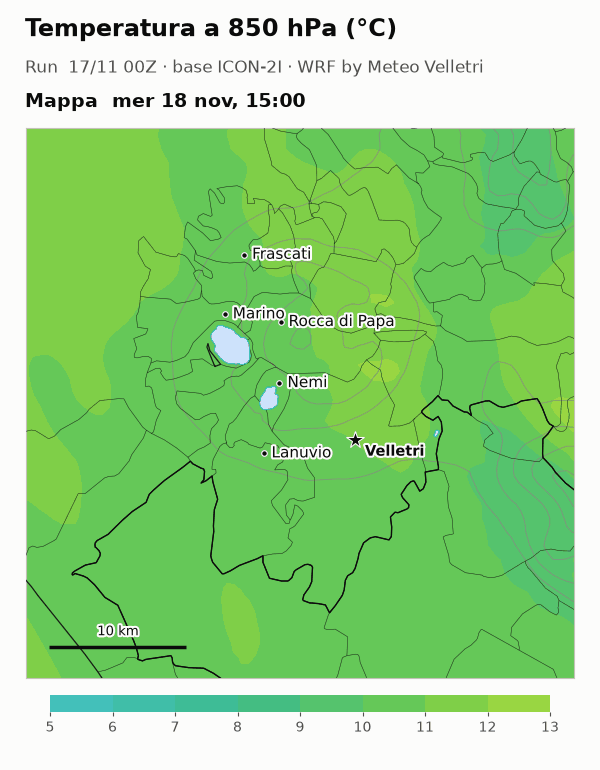 Temperatura a 850 hPa (°C)
Run  17/11 00Z · base ICON-2I · WRF by Meteo Velletri
Mappa  mer 18 nov, 15:00
Frascati
Marino
Rocca di Papa
Nemi
Velletri
Lanuvio
10 km
5 6 7 8 9 10 11 12 13